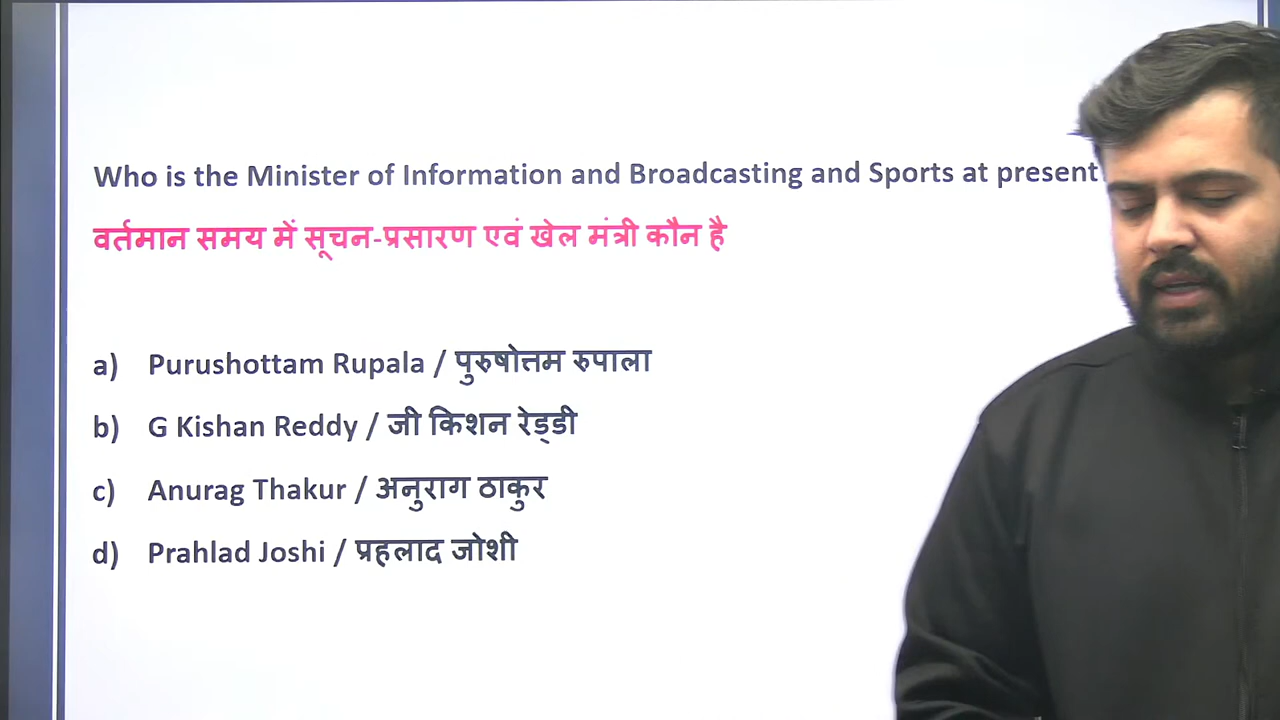 Who is the Minister of Information and Broadcasting and Sports at present
वर्तमान समय में सूचन-प्रसारण एवं खेल मंत्री कौन है
a) Purushottam Rupala / पुरुषोत्तम रुपाला
b) G Kishan Reddy / जी किशन रेड्डी
c) Anurag Thakur / अनुराग ठाकुर
d) Prahlad Joshi / प्रहलाद जोशी